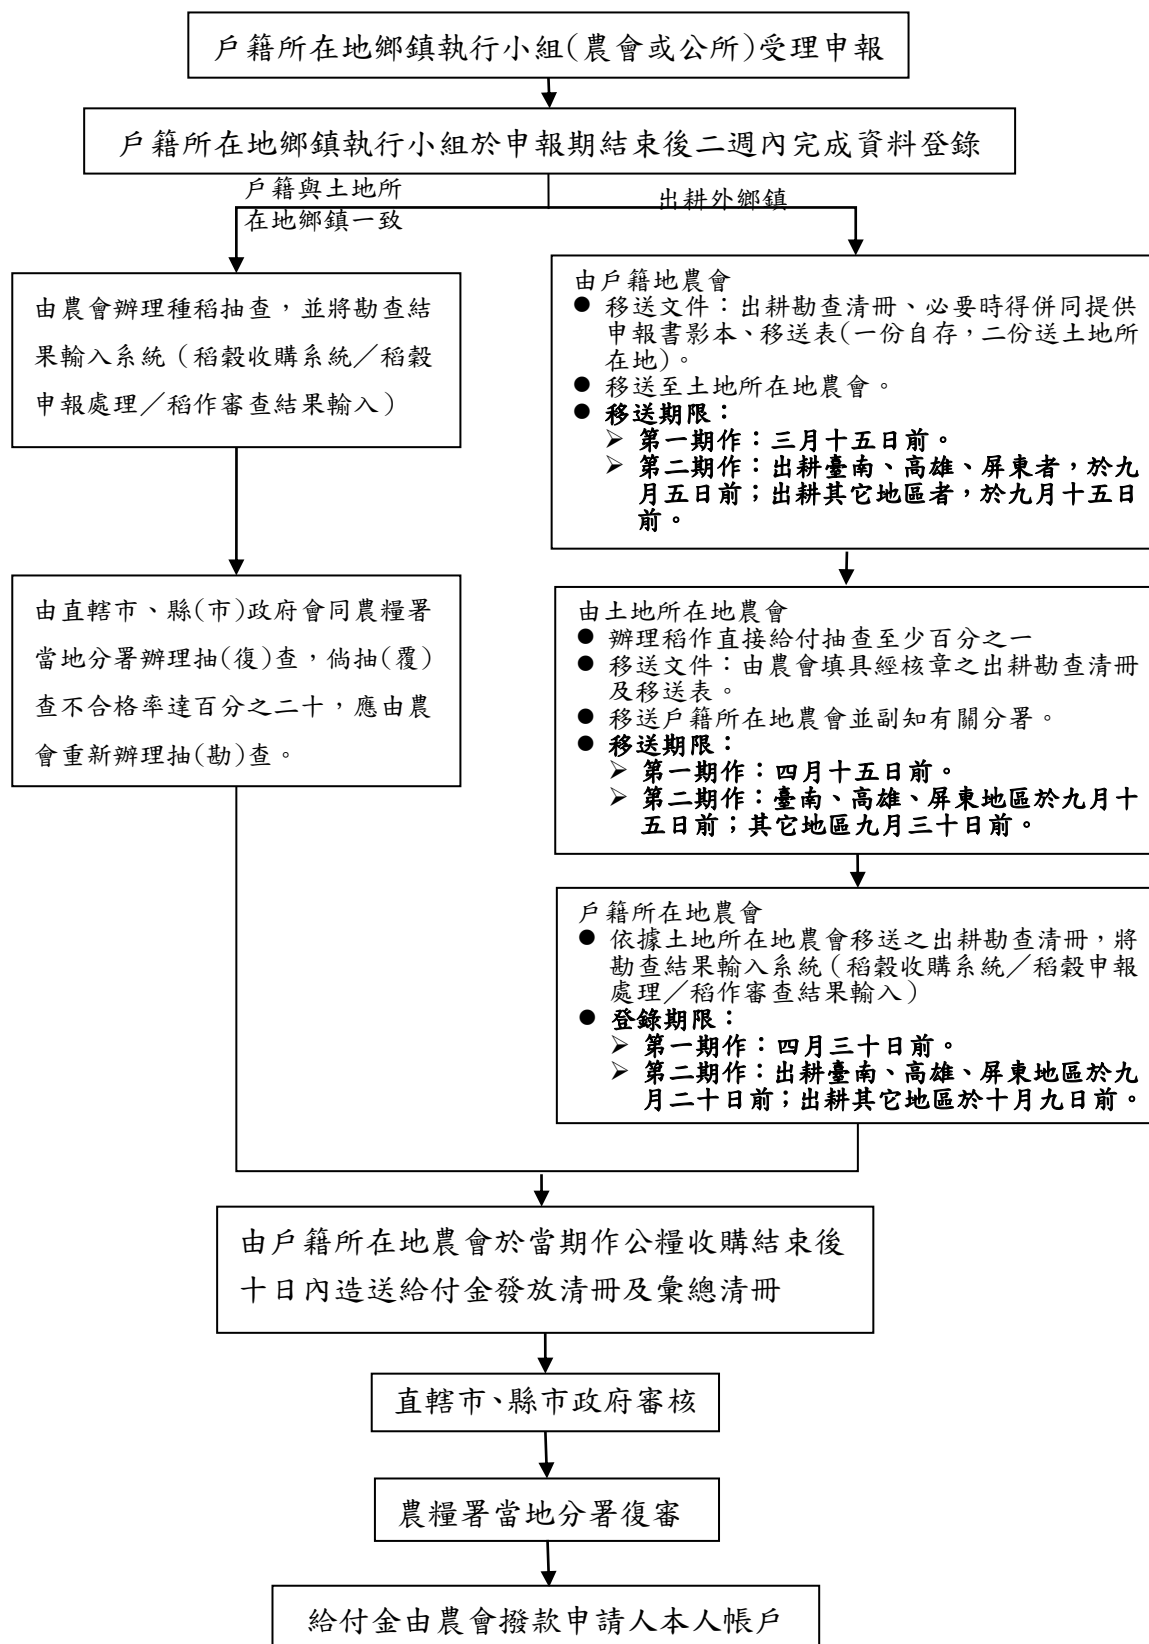 戶籍所在地鄉鎮執行小組(農會或公所)受理申報
戶籍所在地鄉鎮執行小組於申報期結束後二週內完成資料登錄
戶籍與土地所
在地鄉鎮一致
出耕外鄉鎮
由農會辦理種稻抽查，並將勘查結
果輸入系統（稻穀收購系統／稻穀
申報處理／稻作審查結果輸入）
由直轄市、縣(市)政府會同農糧署
當地分署辦理抽(復)查，倘抽(覆)
查不合格率達百分之二十，應由農
會重新辦理抽(勘)查。
由戶籍地農會
● 移送文件：出耕勘查清冊、必要時得併同提供
申報書影本、移送表(一份自存，二份送土地所
在地)。
● 移送至土地所在地農會。
● 移送期限：
➢ 第一期作：三月十五日前。
➢ 第二期作：出耕臺南、高雄、屏東者，於九
月五日前；出耕其它地區者，於九月十五日
前。
由土地所在地農會
● 辦理稻作直接給付抽查至少百分之一
● 移送文件：由農會填具經核章之出耕勘查清冊
及移送表。
● 移送戶籍所在地農會並副知有關分署。
● 移送期限：
➢ 第一期作：四月十五日前。
➢ 第二期作：臺南、高雄、屏東地區於九月十
五日前；其它地區九月三十日前。
戶籍所在地農會
● 依據土地所在地農會移送之出耕勘查清冊，將
勘查結果輸入系統（稻穀收購系統／稻穀申報
處理／稻作審查結果輸入）
● 登錄期限：
➢ 第一期作：四月三十日前。
➢ 第二期作：出耕臺南、高雄、屏東地區於九
月二十日前；出耕其它地區於十月九日前。
由戶籍所在地農會於當期作公糧收購結束後
十日內造送給付金發放清冊及彙總清冊
直轄市、縣市政府審核
農糧署當地分署復審
給付金由農會撥款申請人本人帳戶